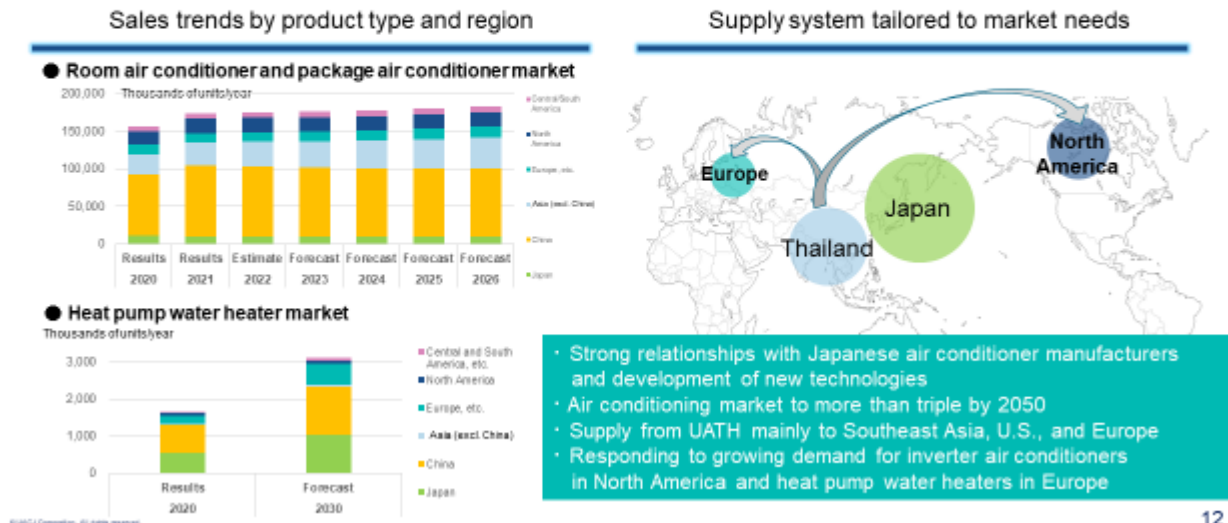 Sales trends by product type and region
Supply system tailored to market needs
● Room air conditioner and package air conditioner market
Thousands of units/year
200,000
150,000
100,000
50,000
0
Results Results Estimate Forecast Forecast Forecast Forecast
2020 2021 2022 2023 2024 2025 2026
Central/South
America
North
America
Europe, etc.
Asia (excl. China)
China
Japan
● Heat pump water heater market
Thousands of units/year
3,000
2,000
1,000
0
Results Forecast
2020 2030
Central and South
America, etc.
North America
Europe, etc.
Asia (excl. China)
China
Japan
Europe
Thailand
Japan
North
America
・Strong relationships with Japanese air conditioner manufacturers
and development of new technologies
・Air conditioning market to more than triple by 2050
・Supply from UATH mainly to Southeast Asia, U.S., and Europe
・Responding to growing demand for inverter air conditioners
in North America and heat pump water heaters in Europe
Corporation. All rights reserved.
12